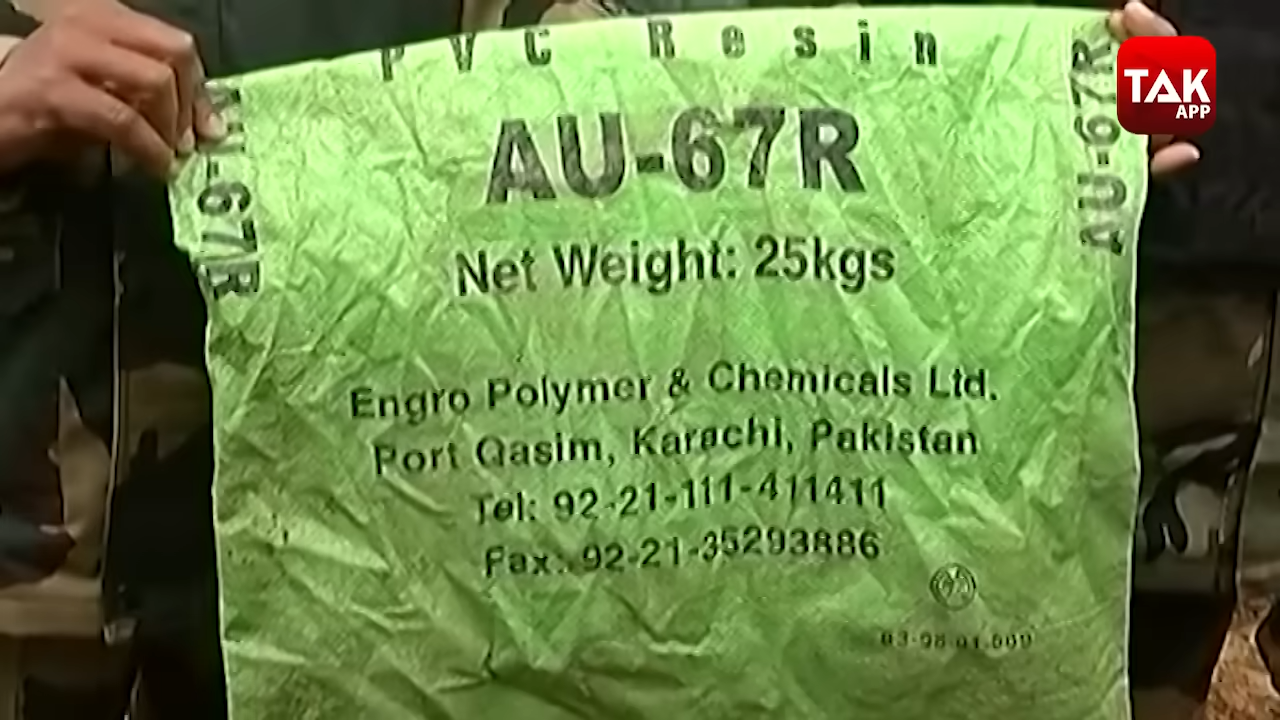 PVC Resin
AU-67R
Net Weight: 25kgs
Engro Polymer & Chemicals Ltd.
Port Qasim, Karachi, Pakistan
Tel: 92-21-111-411411
Fax: 92-21-35293886
AU-67R
AU-67R
TAK
APP